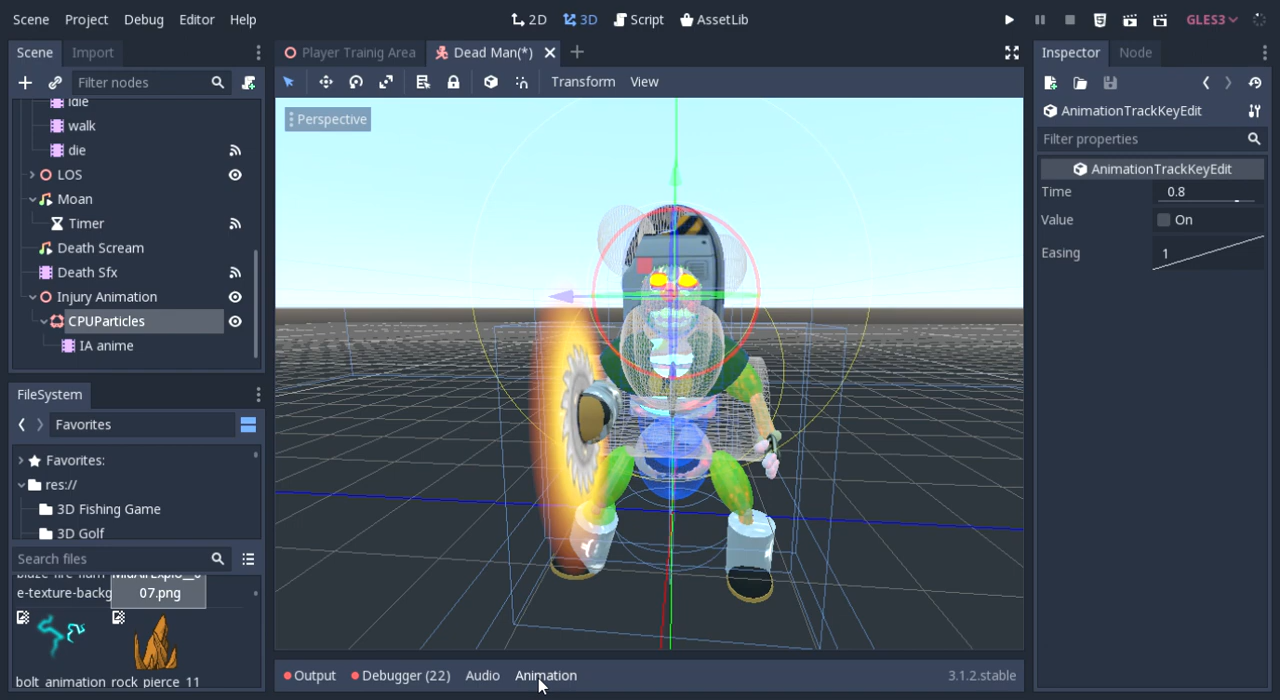 Scene Project Debug Editor Help
2D 3D Script AssetLib
GLES3
Scene Import
Filter nodes
idle
walk
die
LOS
Moan
Timer
Death Scream
Death Sfx
Injury Animation
CPUParticles
IA anime
FileSystem
Favorites
Favorites:
res://
3D Fishing Game
3D Golf
Search files
e-texture-backg
07.png
bolt_animation
rock_pierce_11
Player Trainig Area
Dead Man(*)
Transform View
Perspective
Output Debugger (22) Audio Animation
3.1.2.stable
Inspector Node
AnimationTrackKeyEdit
Filter properties
AnimationTrackKeyEdit
Time 0.8
Value On
Easing 1